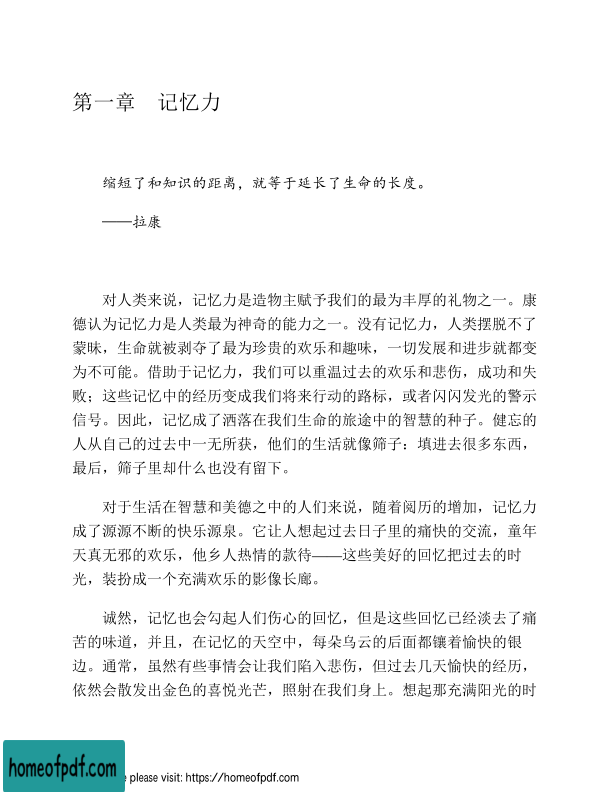 第一章　记忆力
缩短了和知识的距离，就等于延长了生命的长度。
——拉康
对人类来说，记忆力是造物主赋予我们的最为丰厚的礼物之一。康
德认为记忆力是人类最为神奇的能力之一。没有记忆力，人类摆脱不了
蒙昧，生命就被剥夺了最为珍贵的欢乐和趣味，一切发展和进步就都变
为不可能。借助于记忆力，我们可以重温过去的欢乐和悲伤，成功和失
败；这些记忆中的经历变成我们将来行动的路标，或者闪闪发光的警示
信号。因此，记忆成了洒落在我们生命的旅途中的智慧的种子。健忘的
人从自己的过去中一无所获，他们的生活就像筛子：填进去很多东西，
最后，筛子里却什么也没有留下。
对于生活在智慧和美德之中的人们来说，随着阅历的增加，记忆力
成了源源不断的快乐源泉。它让人想起过去日子里的痛快的交流，童年
天真无邪的欢乐，他乡人热情的款待——这些美好的回忆把过去的时
光，装扮成一个充满欢乐的影像长廊。
诚然，记忆也会勾起人们伤心的回忆，但是这些回忆已经淡去了痛
苦的味道，并且，在记忆的天空中，每朵乌云的后面都镶着愉快的银
边。通常，虽然有些事情会让我们陷入悲伤，但过去几天愉快的经历，
依然会散发出金色的喜悦光芒，照射在我们身上。想起那充满阳光的时
homeofpdf.com
e please visit: https://homeofpdf.com